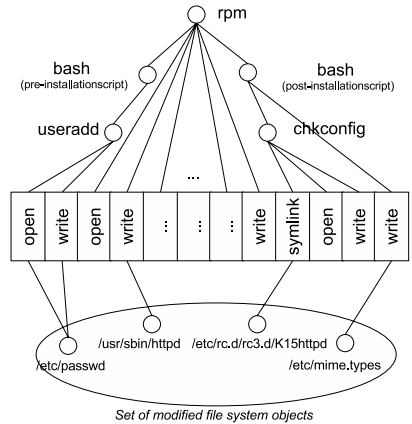 rpm
bash
(pre-installationscript)
bash
(post-installationscript)
useradd
chkconfig
...
open
write
open
write
...
...
...
write
symlink
open
write
write
/usr/sbin/httpd
/etc/rc.d/rc3.d/K15httpd
/etc/passwd
/etc/mime.types
Set of modified file system objects